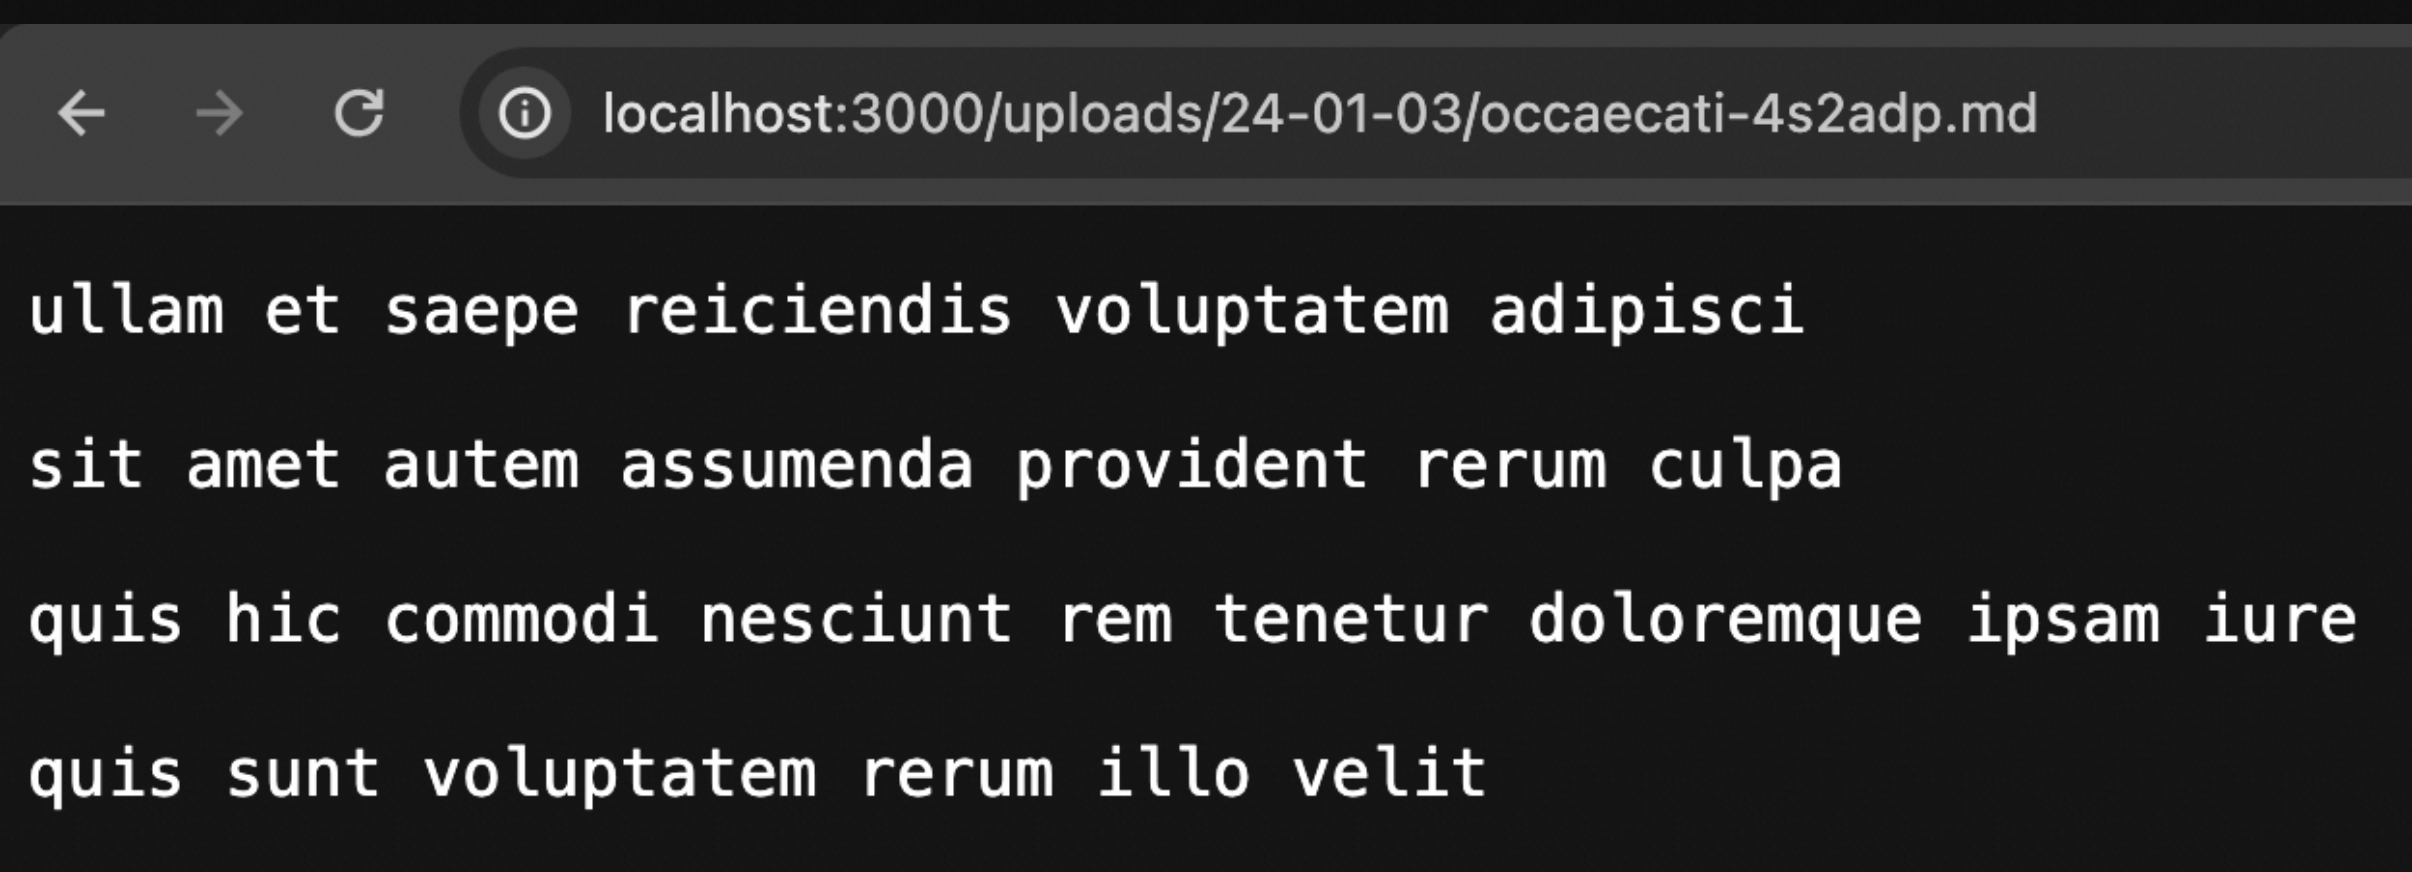 localhost:3000/uploads/24-01-03/occaecati-4s2adp.md
ullam et saepe reiciendis voluptatem adipisci
sit amet autem assumenda provident rerum culpa
quis hic commodi nesciunt rem tenetur doloremque ipsam iure
quis sunt voluptatem rerum illo velit